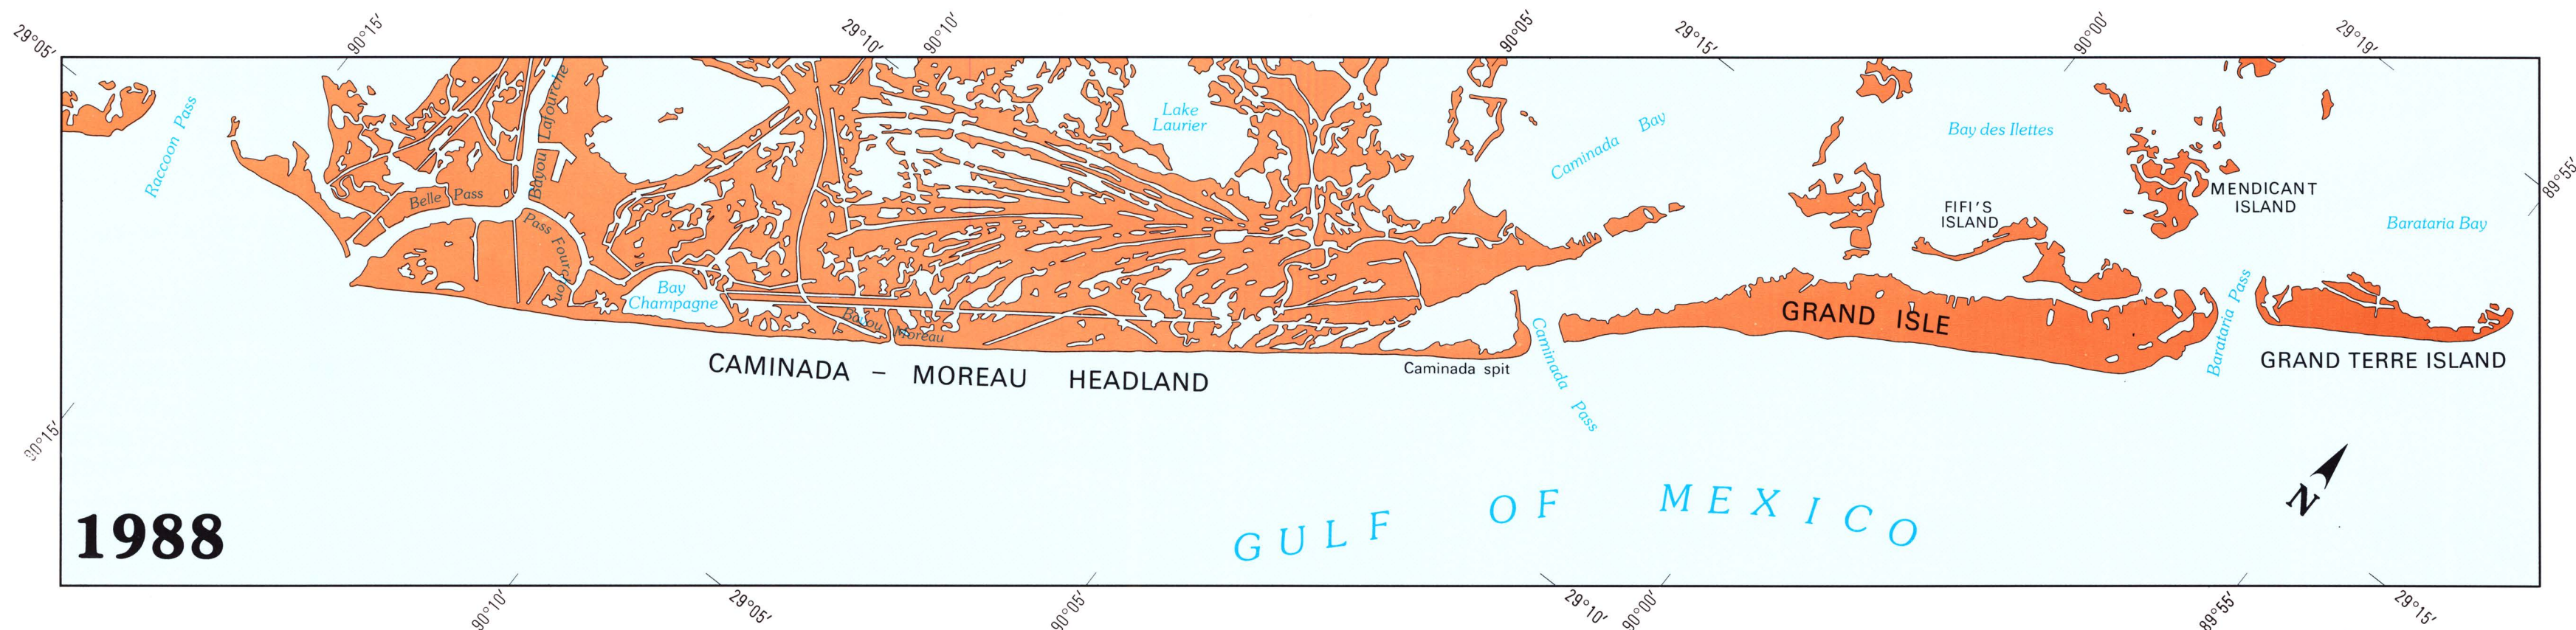 29°05′
90°15′
29°10′
90°10′
90°05′
29°15′
90°00′
29°19′
Raccoon Pass
Bayou Lafourche
Lake
Laurier
Caminada Bay
Bay des Ilettes
89°55′
Belle Pass
MENDICANT
ISLAND
FIFI'S
ISLAND
Barataria Bay
Pass Fourchon
Bay
Champagne
Bayou Moreau
GRAND ISLE
Barataria Pass
Caminada Pass
Caminada spit
GRAND TERRE ISLAND
CAMINADA – MOREAU HEADLAND
90°15′
GULF OF MEXICO
N
1988
90°10′
29°05′
90°05′
29°10′
90°00′
89°55′
29°15′